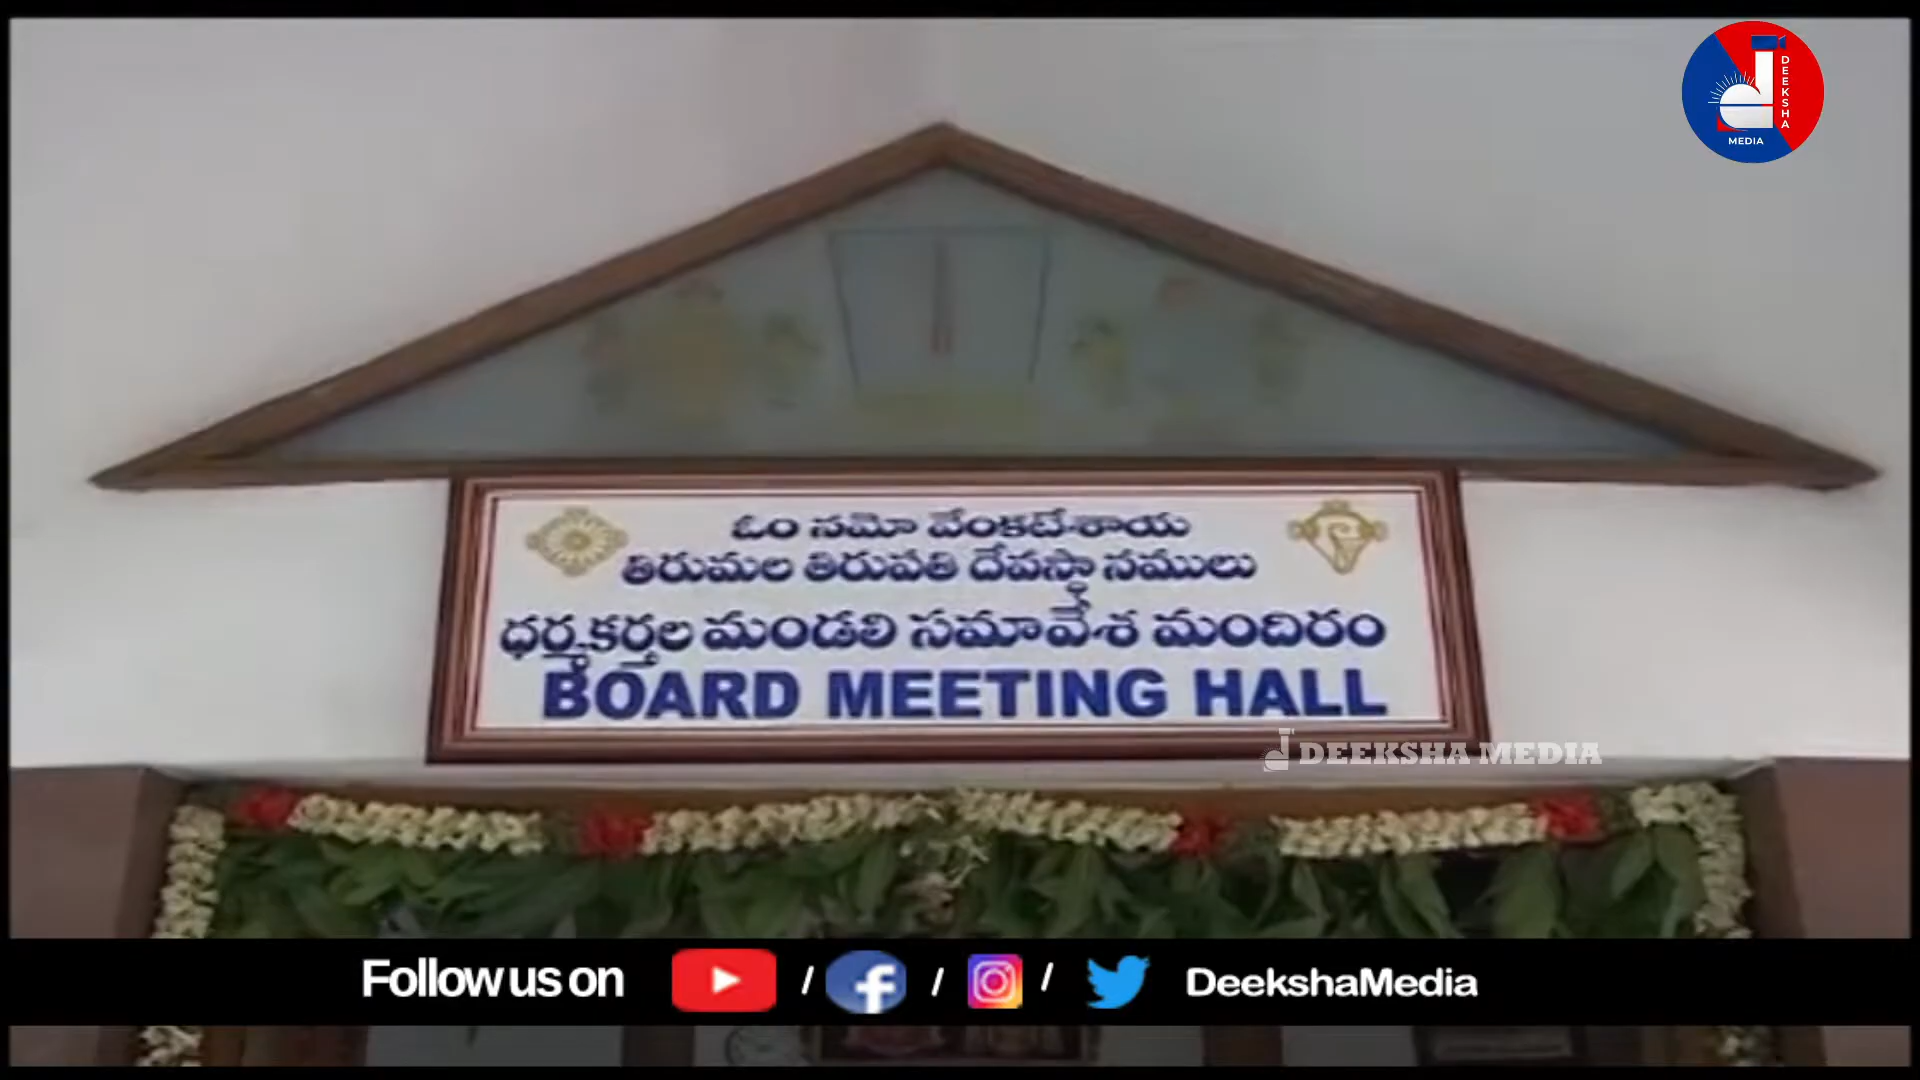 DEEKSHA
MEDIA
ఓం నమో వేంకటేశాయ
తిరుమల తిరుపతి దేవస్థానములు
ధర్మకర్తల మండలి సమావేశ మందిరం
BOARD MEETING HALL
DEEKSHA MEDIA
Follow us on / / / DeekshaMedia